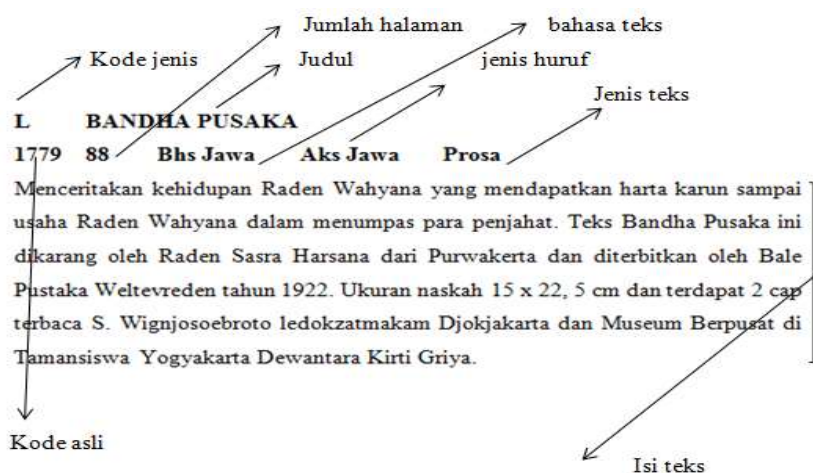 Jumlah halaman bahasa teks
Kode jenis Judul jenis huruf
Jenis teks
L BANDHA PUSAKA
1779 88 Bhs Jawa Aks Jawa Prosa
Menceritakan kehidupan Raden Wahyana yang mendapatkan harta karun sampai
usaha Raden Wahyana dalam menumpas para penjahat. Teks Bandha Pusaka ini
dikarang oleh Raden Sasra Harsana dari Purwakerta dan diterbitkan oleh Bale
Pustaka Weltevreden tahun 1922. Ukuran naskah 15 x 22, 5 cm dan terdapat 2 cap
terbaca S. Wignjosoebroto ledokzatmakam Djokjakarta dan Museum Berpusat di
Tamansiswa Yogyakarta Dewantara Kirti Griya.
Kode asli
Isi teks